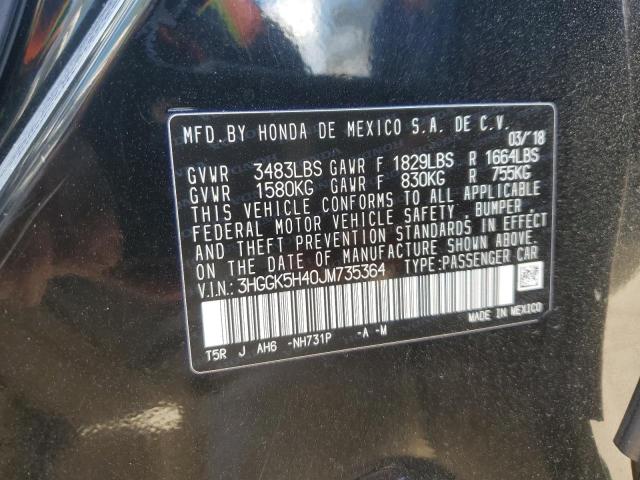 MFD. BY HONDA DE MEXICO S.A. DE C.V.
03/18
GVWR 3483LBS GAWR F 1829LBS R 1664LBS
GVWR 1580KG GAWR F 830KG R 755KG
THIS VEHICLE CONFORMS TO ALL APPLICABLE
FEDERAL MOTOR VEHICLE SAFETY, BUMPER,
AND THEFT PREVENTION STANDARDS IN EFFECT
ON THE DATE OF MANUFACTURE SHOWN ABOVE.
V.I.N.: 3HGGK5H40JM735364 TYPE:PASSENGER CAR
MADE IN MEXICO
T5R J AH6 -NH731P -A -M